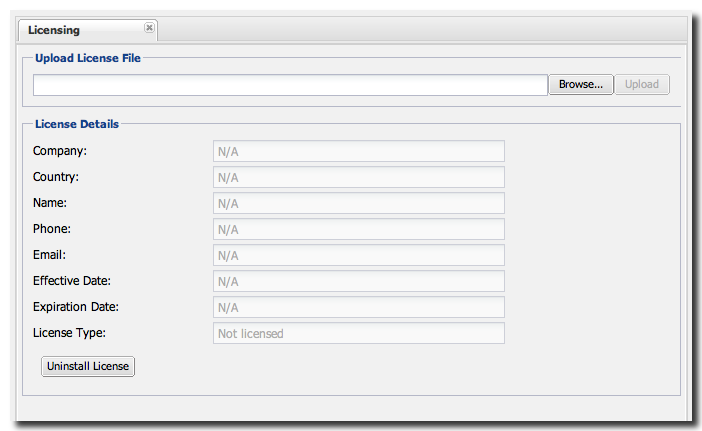 Licensing
Upload License File
Browse... Upload
License Details
Company: N/A
Country: N/A
Name: N/A
Phone: N/A
Email: N/A
Effective Date: N/A
Expiration Date: N/A
License Type: Not licensed
Uninstall License